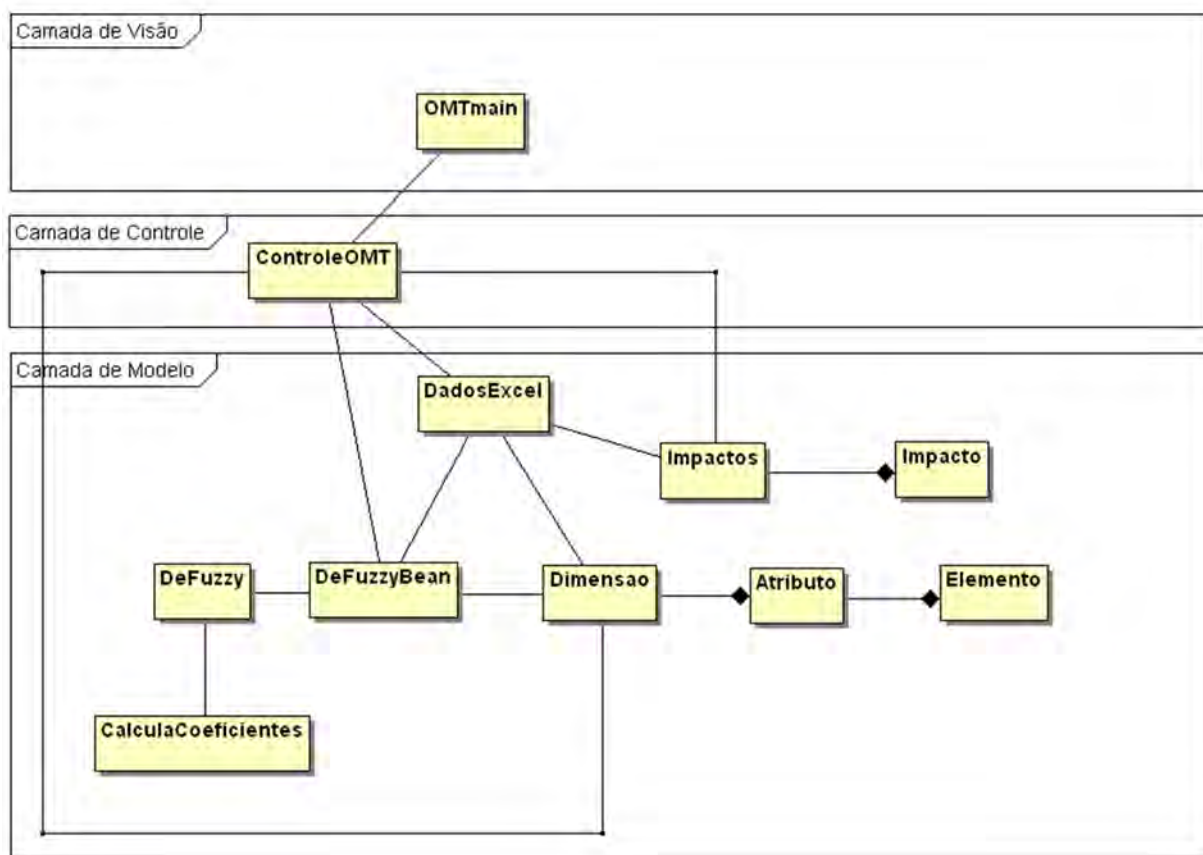 Camada de Visão
OMTmain
Camada de Controle
ControleOMT
Camada de Modelo
DadosExcel
Impactos
Impacto
DeFuzzy
DeFuzzyBean
Dimensao
Atributo
Elemento
CalculaCoeficientes